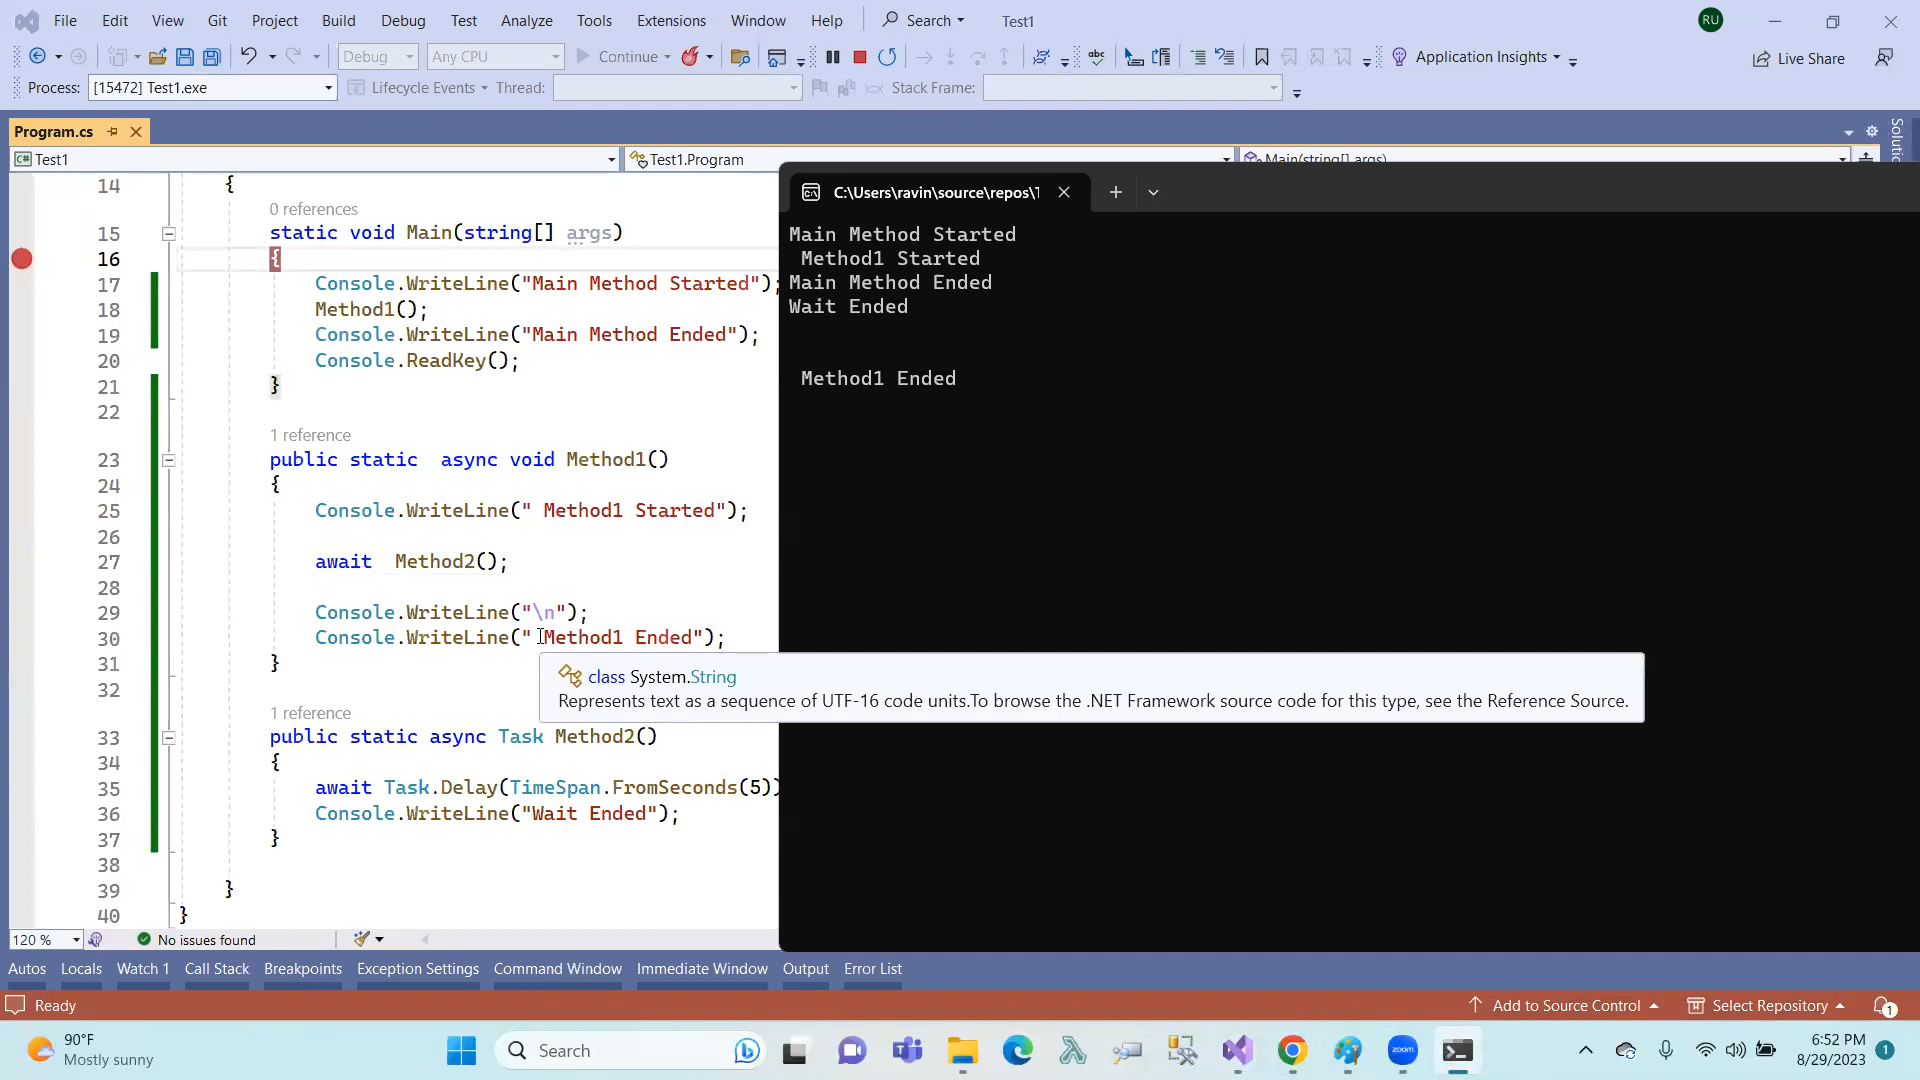 File Edit View Git Project Build Debug Test Analyze Tools Extensions Window Help Search Test1 RU
Debug Any CPU Continue Application Insights Live Share
Process: [15472] Test1.exe Lifecycle Events Thread: Stack Frame:
Program.cs
Test1 Test1.Program Main(string[] args)
14 {
0 references
15 static void Main(string[] args)
16 {
17 Console.WriteLine("Main Method Started");
18 Method1();
19 Console.WriteLine("Main Method Ended");
20 Console.ReadKey();
21 }
22
1 reference
23 public static  async void Method1()
24 {
25 Console.WriteLine(" Method1 Started");
26
27 await  Method2();
28
29 Console.WriteLine("\n");
30 Console.WriteLine(" Method1 Ended");
31 }
32
1 reference
33 public static async Task Method2()
34 {
35 await Task.Delay(TimeSpan.FromSeconds(5))
36 Console.WriteLine("Wait Ended");
37 }
38
39 }
40 }
C:\Users\ravin\source\repos\T
Main Method Started
 Method1 Started
Main Method Ended
Wait Ended
 Method1 Ended
class System.String
Represents text as a sequence of UTF-16 code units.To browse the .NET Framework source code for this type, see the Reference Source.
120 % No issues found
Autos Locals Watch 1 Call Stack Breakpoints Exception Settings Command Window Immediate Window Output Error List
Ready Add to Source Control Select Repository 1
90°F
Mostly sunny
Search
zoom
6:52 PM
8/29/2023
1